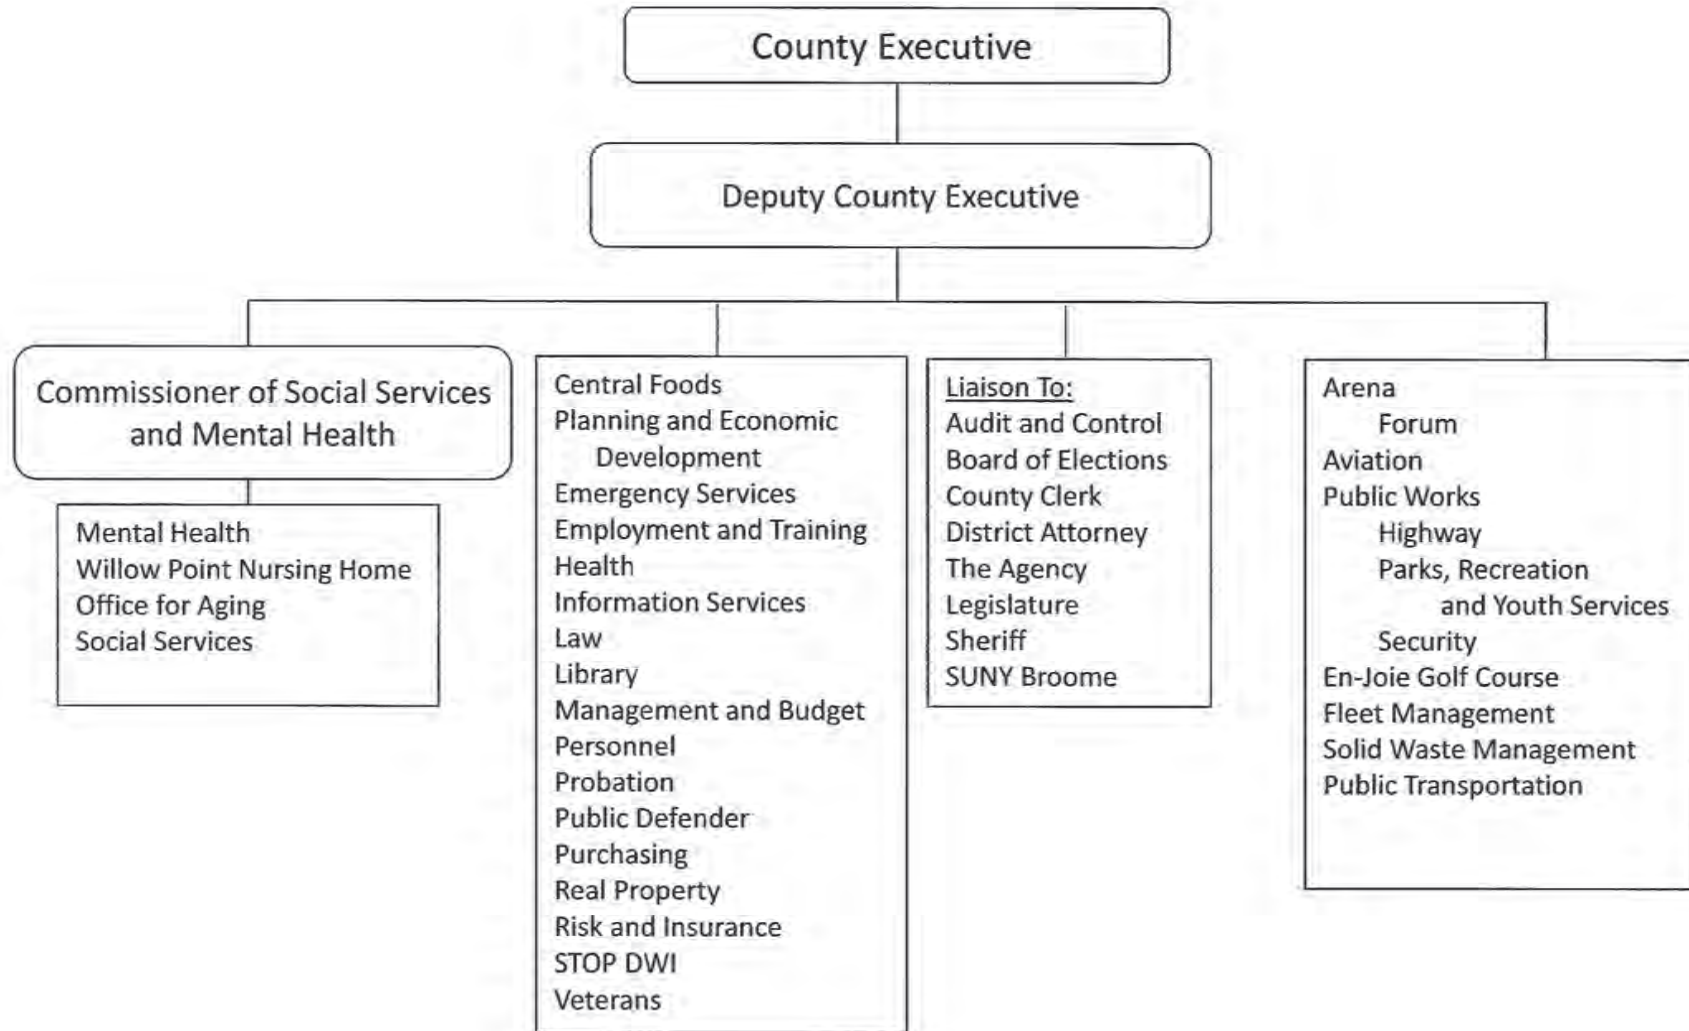 County Executive
Deputy County Executive
Commissioner of Social Services
and Mental Health
Mental Health
Willow Point Nursing Home
Office for Aging
Social Services
Central Foods
Planning and Economic
Development
Emergency Services
Employment and Training
Health
Information Services
Law
Library
Management and Budget
Personnel
Probation
Public Defender
Purchasing
Real Property
Risk and Insurance
STOP DWI
Veterans
Liaison To:
Audit and Control
Board of Elections
County Clerk
District Attorney
The Agency
Legislature
Sheriff
SUNY Broome
Arena
Forum
Aviation
Public Works
Highway
Parks, Recreation
and Youth Services
Security
En-Joie Golf Course
Fleet Management
Solid Waste Management
Public Transportation